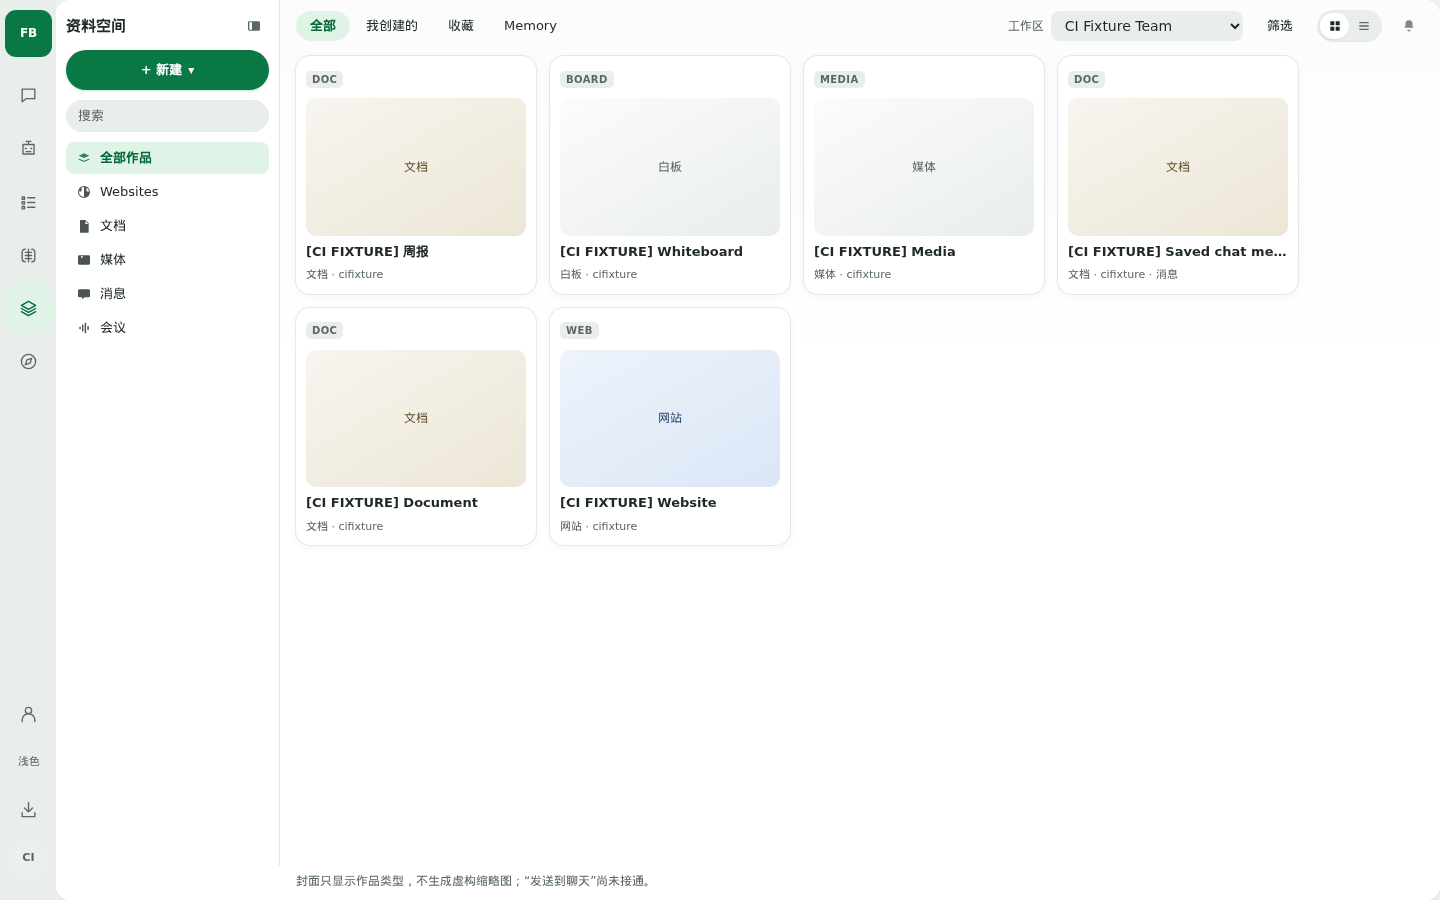 FB
资料空间
+ 新建 ▾
搜索
全部作品
Websites
文档
媒体
消息
会议
浅色
CI
全部
我创建的
收藏
Memory
工作区
CI Fixture Team
筛选
DOC
文档
[CI FIXTURE] 周报
文档 · cifixture
BOARD
白板
[CI FIXTURE] Whiteboard
白板 · cifixture
MEDIA
媒体
[CI FIXTURE] Media
媒体 · cifixture
DOC
文档
[CI FIXTURE] Saved chat me…
文档 · cifixture · 消息
DOC
文档
[CI FIXTURE] Document
文档 · cifixture
WEB
网站
[CI FIXTURE] Website
网站 · cifixture
封面只显示作品类型，不生成虚构缩略图；“发送到聊天”尚未接通。